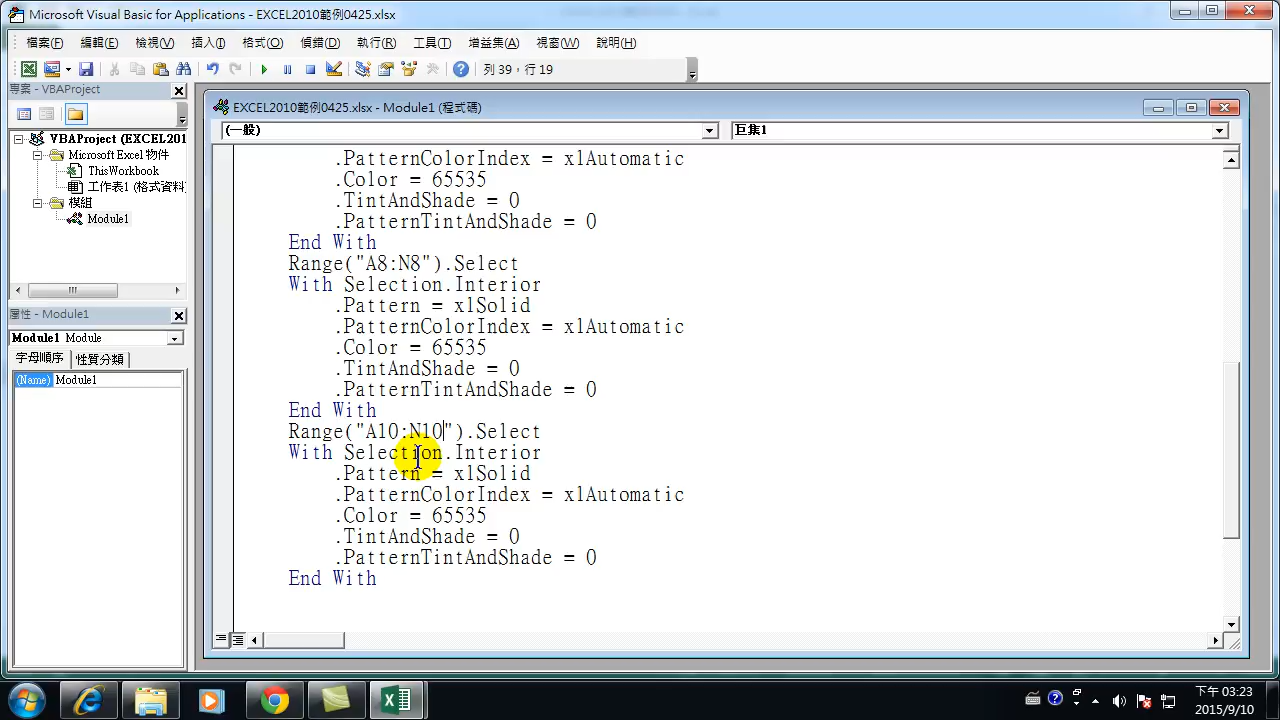 Microsoft Visual Basic for Applications - EXCEL2010範例0425.xlsx
檔案(F) 編輯(E) 檢視(V) 插入(I) 格式(O) 偵錯(D) 執行(R) 工具(T) 增益集(A) 視窗(W) 說明(H)
列 39，行 19
專案 - VBAProject
VBAProject (EXCEL201
Microsoft Excel 物件
ThisWorkbook
工作表1 (格式資料)
模組
Module1
屬性 - Module1
Module1 Module
字母順序 性質分類
(Name) Module1
EXCEL2010範例0425.xlsx - Module1 (程式碼)
(一般) 巨集1
.PatternColorIndex = xlAutomatic
.Color = 65535
.TintAndShade = 0
.PatternTintAndShade = 0
End With
Range("A8:N8").Select
With Selection.Interior
.Pattern = xlSolid
.PatternColorIndex = xlAutomatic
.Color = 65535
.TintAndShade = 0
.PatternTintAndShade = 0
End With
Range("A10:N10").Select
With Selection.Interior
.Pattern = xlSolid
.PatternColorIndex = xlAutomatic
.Color = 65535
.TintAndShade = 0
.PatternTintAndShade = 0
End With
下午 03:23
2015/9/10